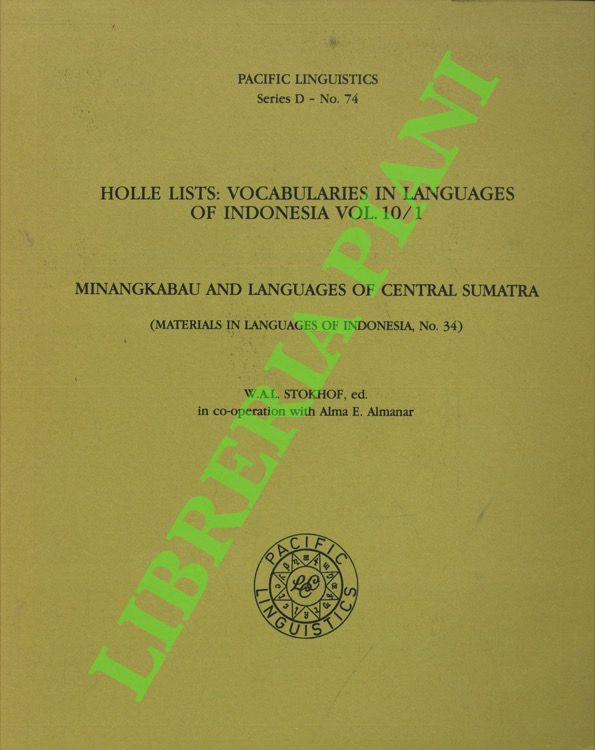 PACIFIC LINGUISTICS
Series D – No. 74
HOLLE LISTS: VOCABULARIES IN LANGUAGES
OF INDONESIA VOL. 10/1
MINANGKABAU AND LANGUAGES OF CENTRAL SUMATRA
(MATERIALS IN LANGUAGES OF INDONESIA, No. 34)
W.A.L. STOKHOF, ed.
in co-operation with Alma E. Almanar
PACIFIC
LINGUISTICS
LIBRERIA PIANI